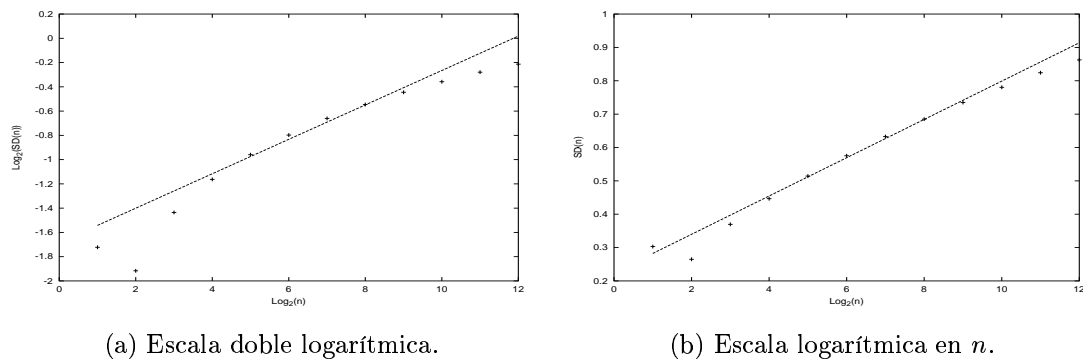 0.2
0
-0.2
-0.4
-0.6
-0.8
-1
-1.2
-1.4
-1.6
-1.8
-2
Log2(SD(n))
0 2 4 6 8 10 12
Log2(n)
(a) Escala doble logarítmica.
1
0.9
0.8
0.7
0.6
0.5
0.4
0.3
0.2
SD(n)
0 2 4 6 8 10 12
Log2(n)
(b) Escala logarítmica en n.